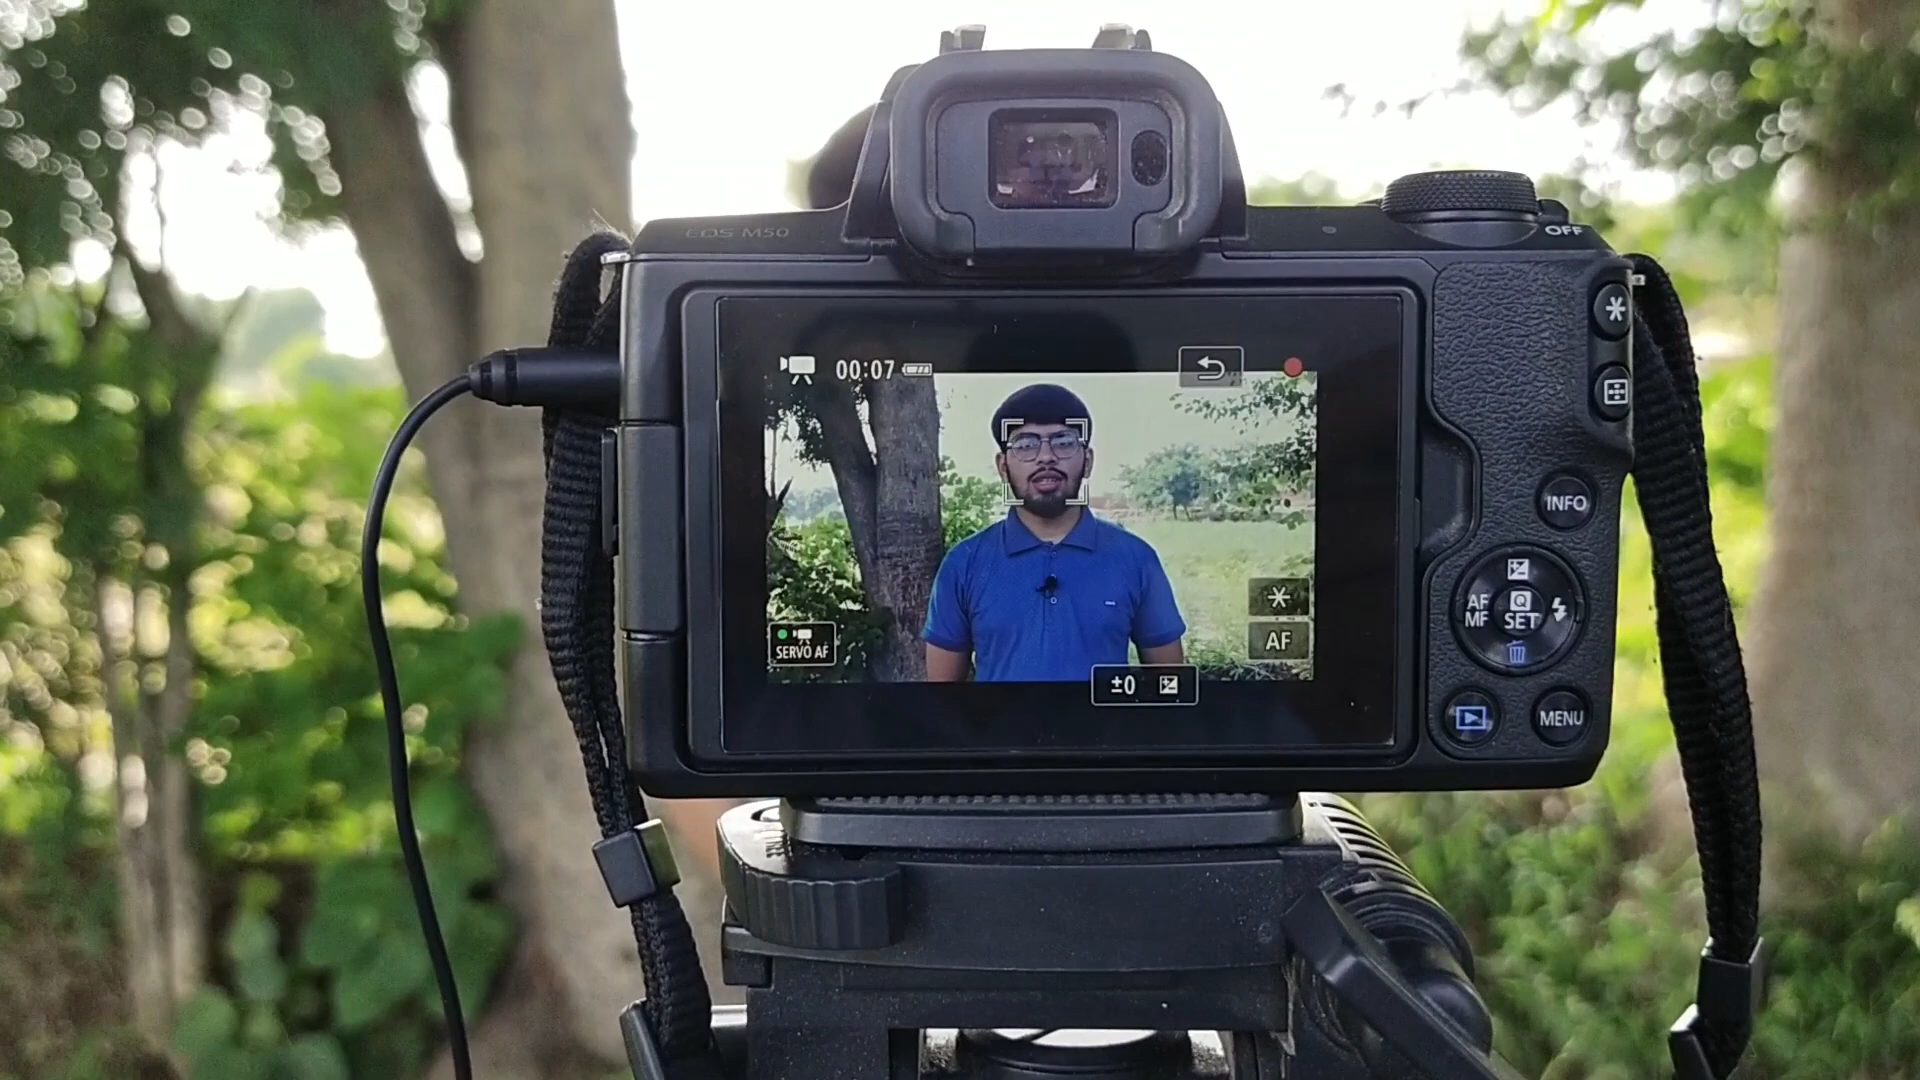 EOS M50
OFF
00:07
INFO
AF
MF
Q
SET
SERVO AF
AF
±0
MENU